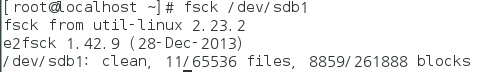 [root@localhost ~]# fsck /dev/sdb1
fsck from util-linux 2.23.2
e2fsck 1.42.9 (28-Dec-2013)
/dev/sdb1: clean, 11/65536 files, 8859/261888 blocks